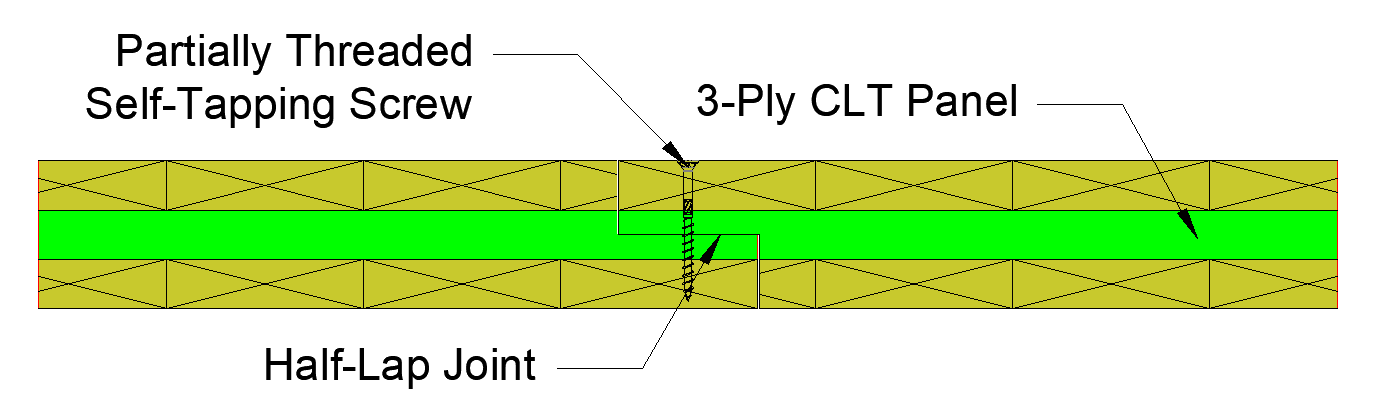 Partially Threaded
Self-Tapping Screw
3-Ply CLT Panel
Half-Lap Joint